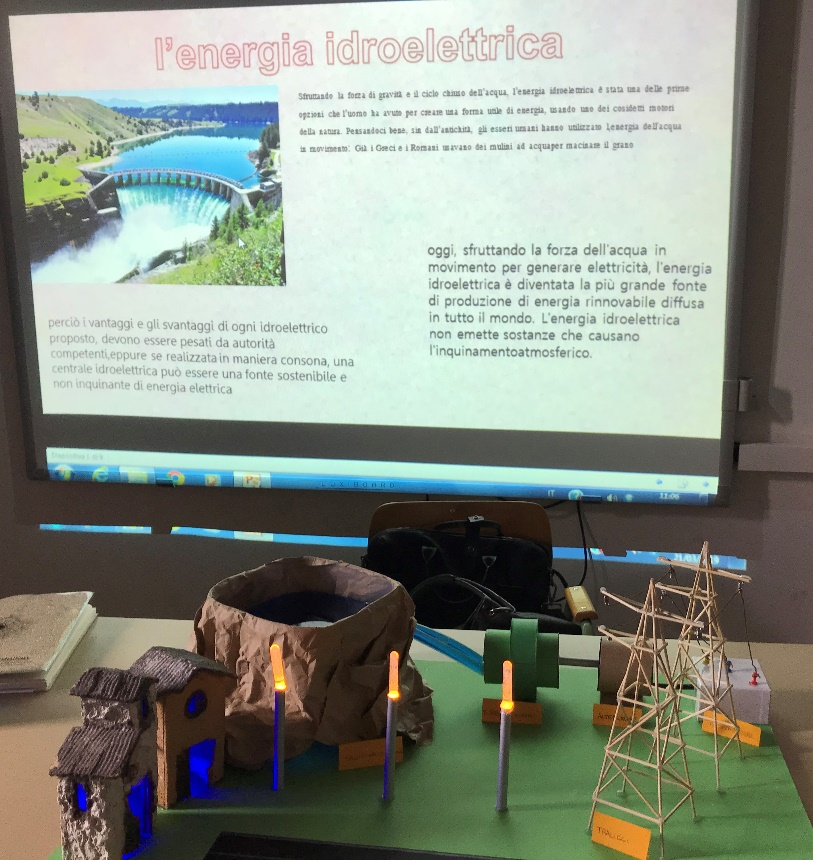 l'energia idroelettrica
Sfruttando la forza di gravità e il ciclo chiuso dell'acqua, l'energia idroelettrica è stata una delle prime
opzioni che l'uomo ha avuto per creare una forma utile di energia, usando uno dei cosidetti motori
della natura. Pensandoci bene, sin dall'antichità, gli esseri umani hanno utilizzato l.energia dell'acqua
in movimento. Già i Greci e i Romani usavano dei mulini ad acquaper macinare il grano
oggi, sfruttando la forza dell'acqua in
movimento per generare elettricità, l'energia
idroelettrica è diventata la più grande fonte
di produzione di energia rinnovabile diffusa
in tutto il mondo. L'energia idroelettrica
non emette sostanze che causano
l'inquinamentoatmosferico.
perciò i vantaggi e gli svantaggi di ogni idroelettrico
proposto, devono essere pesati da autorità
competenti,eppure se realizzata in maniera consona, una
centrale idroelettrica può essere una fonte sostenibile e
non inquinante di energia elettrica
IT
11:06